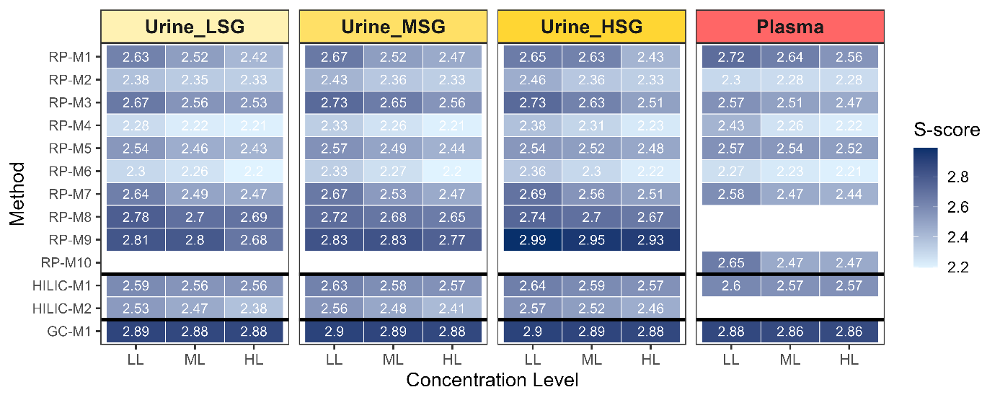 Urine_LSG Urine_MSG Urine_HSG Plasma
RP-M1 2.63 2.52 2.42 2.67 2.52 2.47 2.65 2.63 2.43 2.72 2.64 2.56
RP-M2 2.38 2.35 2.33 2.43 2.36 2.33 2.46 2.36 2.33 2.3 2.28 2.28
RP-M3 2.67 2.56 2.53 2.73 2.65 2.56 2.73 2.63 2.51 2.57 2.51 2.47
RP-M4 2.28 2.22 2.21 2.33 2.26 2.21 2.38 2.31 2.23 2.43 2.26 2.22
RP-M5 2.54 2.46 2.43 2.57 2.49 2.44 2.54 2.52 2.48 2.57 2.54 2.52
RP-M6 2.3 2.26 2.2 2.33 2.27 2.2 2.36 2.3 2.22 2.27 2.23 2.21
RP-M7 2.64 2.49 2.47 2.67 2.53 2.47 2.69 2.56 2.51 2.58 2.47 2.44
RP-M8 2.78 2.7 2.69 2.72 2.68 2.65 2.74 2.7 2.67
RP-M9 2.81 2.8 2.68 2.83 2.83 2.77 2.99 2.95 2.93
RP-M10 2.65 2.47 2.47
HILIC-M1 2.59 2.56 2.56 2.63 2.58 2.57 2.64 2.59 2.57 2.6 2.57 2.57
HILIC-M2 2.53 2.47 2.38 2.56 2.48 2.41 2.57 2.52 2.46
GC-M1 2.89 2.88 2.88 2.9 2.89 2.88 2.9 2.89 2.88 2.88 2.86 2.86
LL ML HL LL ML HL LL ML HL LL ML HL
Concentration Level
Method
S-score
2.8
2.6
2.4
2.2